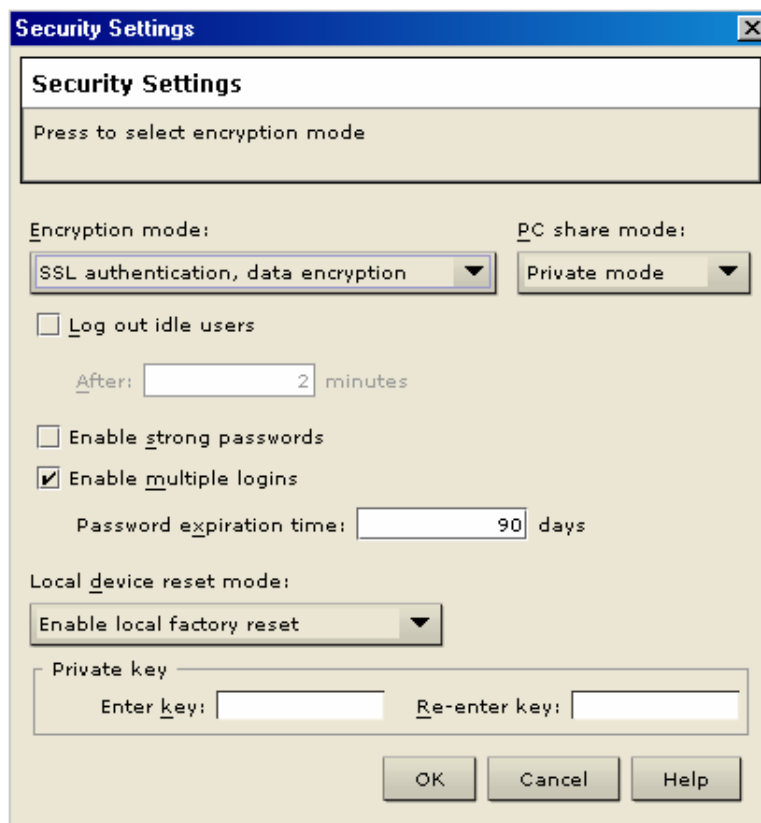 Security Settings
Security Settings
Press to select encryption mode
Encryption mode:
PC share mode:
SSL authentication, data encryption
Private mode
Log out idle users
After: 2 minutes
Enable strong passwords
Enable multiple logins
Password expiration time: 90 days
Local device reset mode:
Enable local factory reset
Private key
Enter key:
Re-enter key:
OK Cancel Help